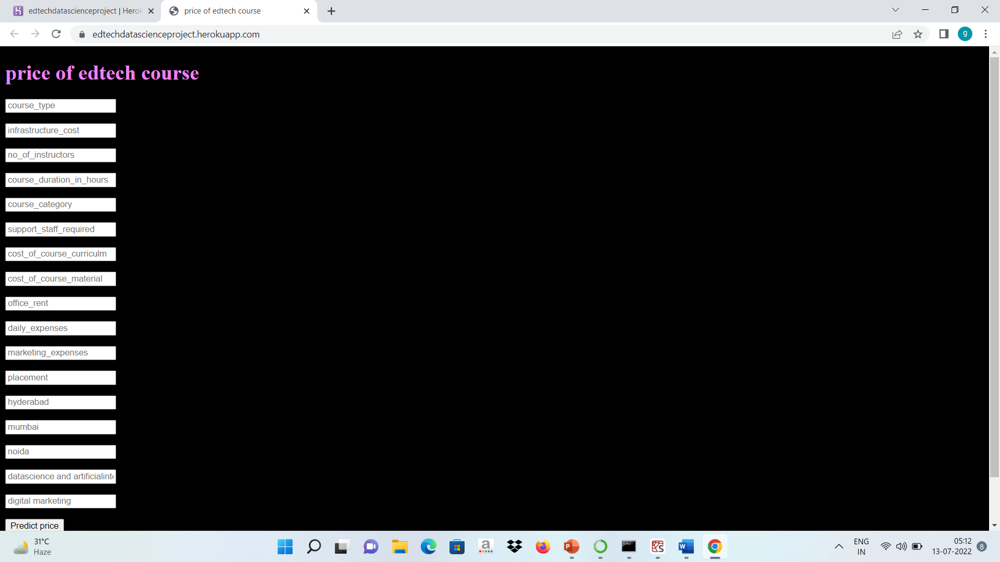 edtechdatascienceproject | Herok
price of edtech course
edtechdatascienceproject.herokuapp.com
g
price of edtech course
course_type
infrastructure_cost
no_of_instructors
course_duration_in_hours
course_category
support_staff_required
cost_of_course_curriculm
cost_of_course_material
office_rent
daily_expenses
marketing_expenses
placement
hyderabad
mumbai
noida
datascience and artificialinte
digital marketing
Predict price
31°C
Haze
ENG
IN
05:12
13-07-2022
8